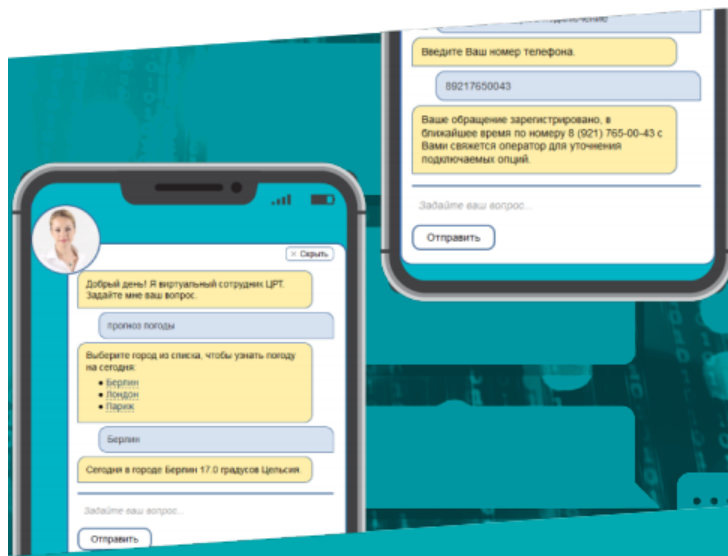 Введите Ваш номер телефона.
89217650043
Ваше обращение зарегистрировано, в
ближайшее время по номеру 8 (921) 765-00-43 с
Вами свяжется оператор для уточнения
подключаемых опций.
Задайте ваш вопрос...
Отправить
× Скрыть
Добрый день! Я виртуальный сотрудник ЦРТ.
Задайте мне ваш вопрос.
прогноз погоды
Выберите город из списка, чтобы узнать погоду
на сегодня:
• Берлин
• Лондон
• Париж
Берлин
Сегодня в городе Берлин 17.0 градусов Цельсия.
Задайте ваш вопрос...
Отправить